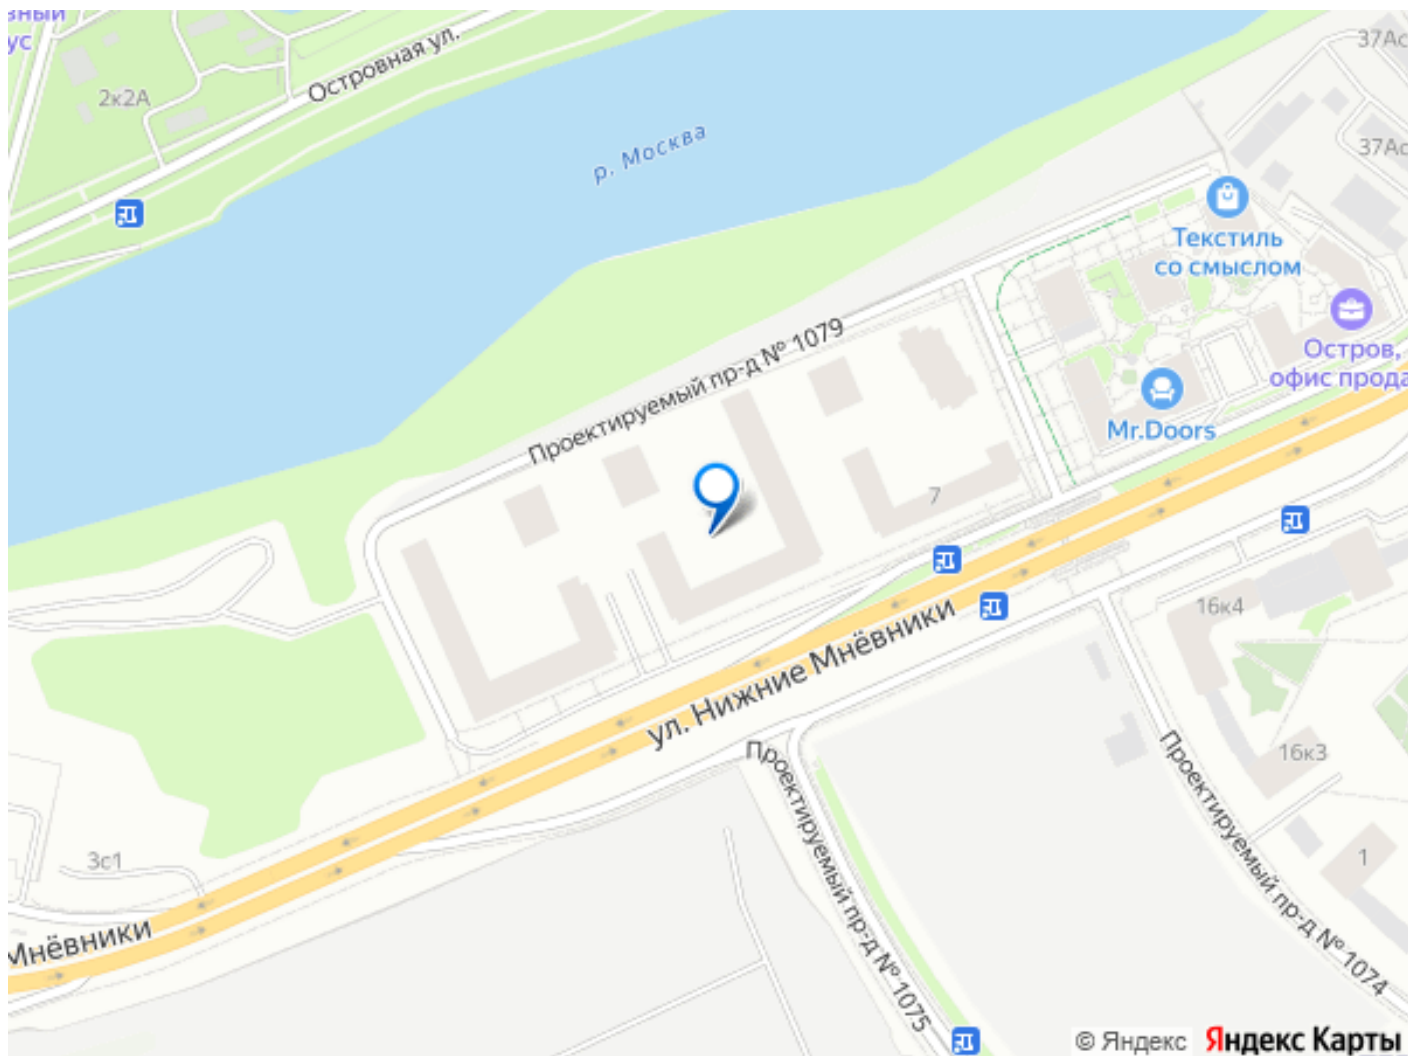 вный
ус
Островная ул.
2к2А
р. Москва
37Ас
37Ас
Текстиль
со смыслом
Остров,
офис прода
Mr.Doors
Проектируемый пр-д № 1079
7
16к4
ул. Нижние Мнёвники
16к3
Проектируемый пр-д № 1075
Проектируемый пр-д № 1074
1
3с1
Мнёвники
© Яндекс Яндекс Карты